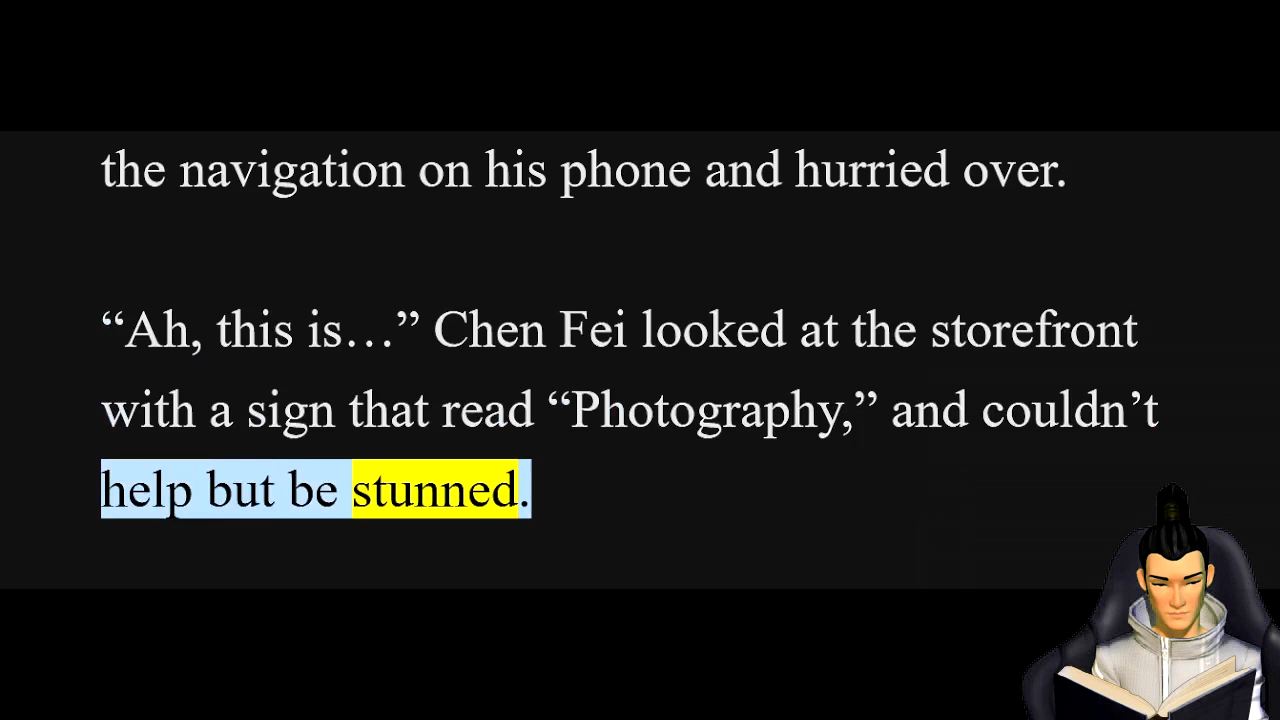 the navigation on his phone and hurried over.
“Ah, this is…” Chen Fei looked at the storefront
with a sign that read “Photography,” and couldn’t
help but be stunned.